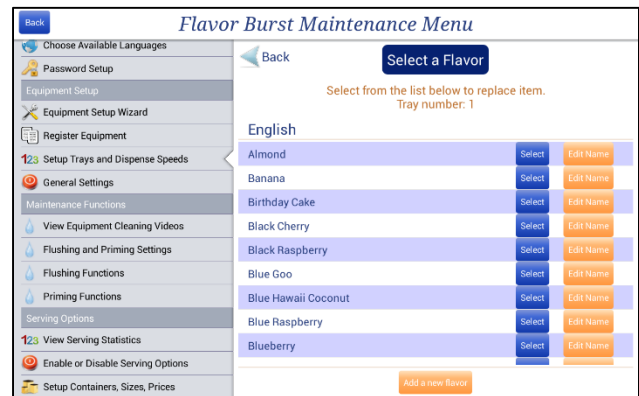 Back
Flavor Burst Maintenance Menu
Choose Available Languages
Password Setup
Equipment Setup
Equipment Setup Wizard
Register Equipment
123 Setup Trays and Dispense Speeds
General Settings
Maintenance Functions
View Equipment Cleaning Videos
Flushing and Priming Settings
Flushing Functions
Priming Functions
Serving Options
123 View Serving Statistics
Enable or Disable Serving Options
Setup Containers, Sizes, Prices
Back
Select a Flavor
Select from the list below to replace item.
Tray number: 1
English
Almond Select Edit Name
Banana Select Edit Name
Birthday Cake Select Edit Name
Black Cherry Select Edit Name
Black Raspberry Select Edit Name
Blue Goo Select Edit Name
Blue Hawaii Coconut Select Edit Name
Blue Raspberry Select Edit Name
Blueberry Select Edit Name
Add a new flavor